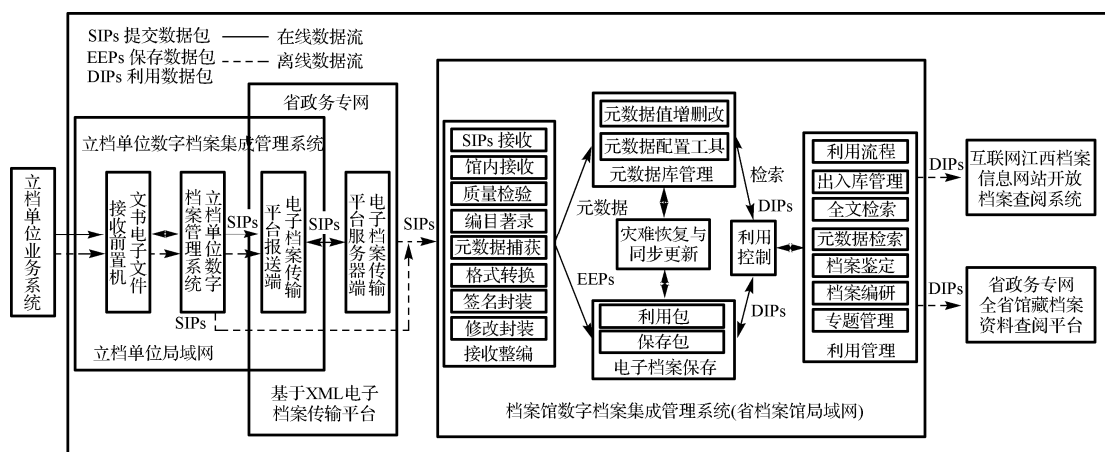 SIPs 提交数据包
在线数据流
EEPs 保存数据包
离线数据流
DIPs 利用数据包
省政务专网
立档单位数字档案集成管理系统
立档单位业务系统
文书电子文件
接收前置机
立档单位数字
档案管理系统
SIPs
SIPs
电子档案传输
平台报送端
SIPs
电子档案传输
平台服务器端
SIPs
立档单位局域网
基于XML电子
档案传输平台
SIPs 接收
馆内接收
质量检验
编目著录
元数据捕获
格式转换
签名封装
修改封装
接收整编
元数据
EEPs
元数据值增删改
元数据配置工具
元数据库管理
灾难恢复与
同步更新
利用包
保存包
电子档案保存
检索
DIPs
利用
控制
DIPs
利用流程
出入库管理
全文检索
元数据检索
档案鉴定
档案编研
专题管理
利用管理
档案馆数字档案集成管理系统(省档案馆局域网)
DIPs
互联网江西档案
信息网站开放
档案查阅系统
DIPs
省政务专网
全省馆藏档案
资料查阅平台